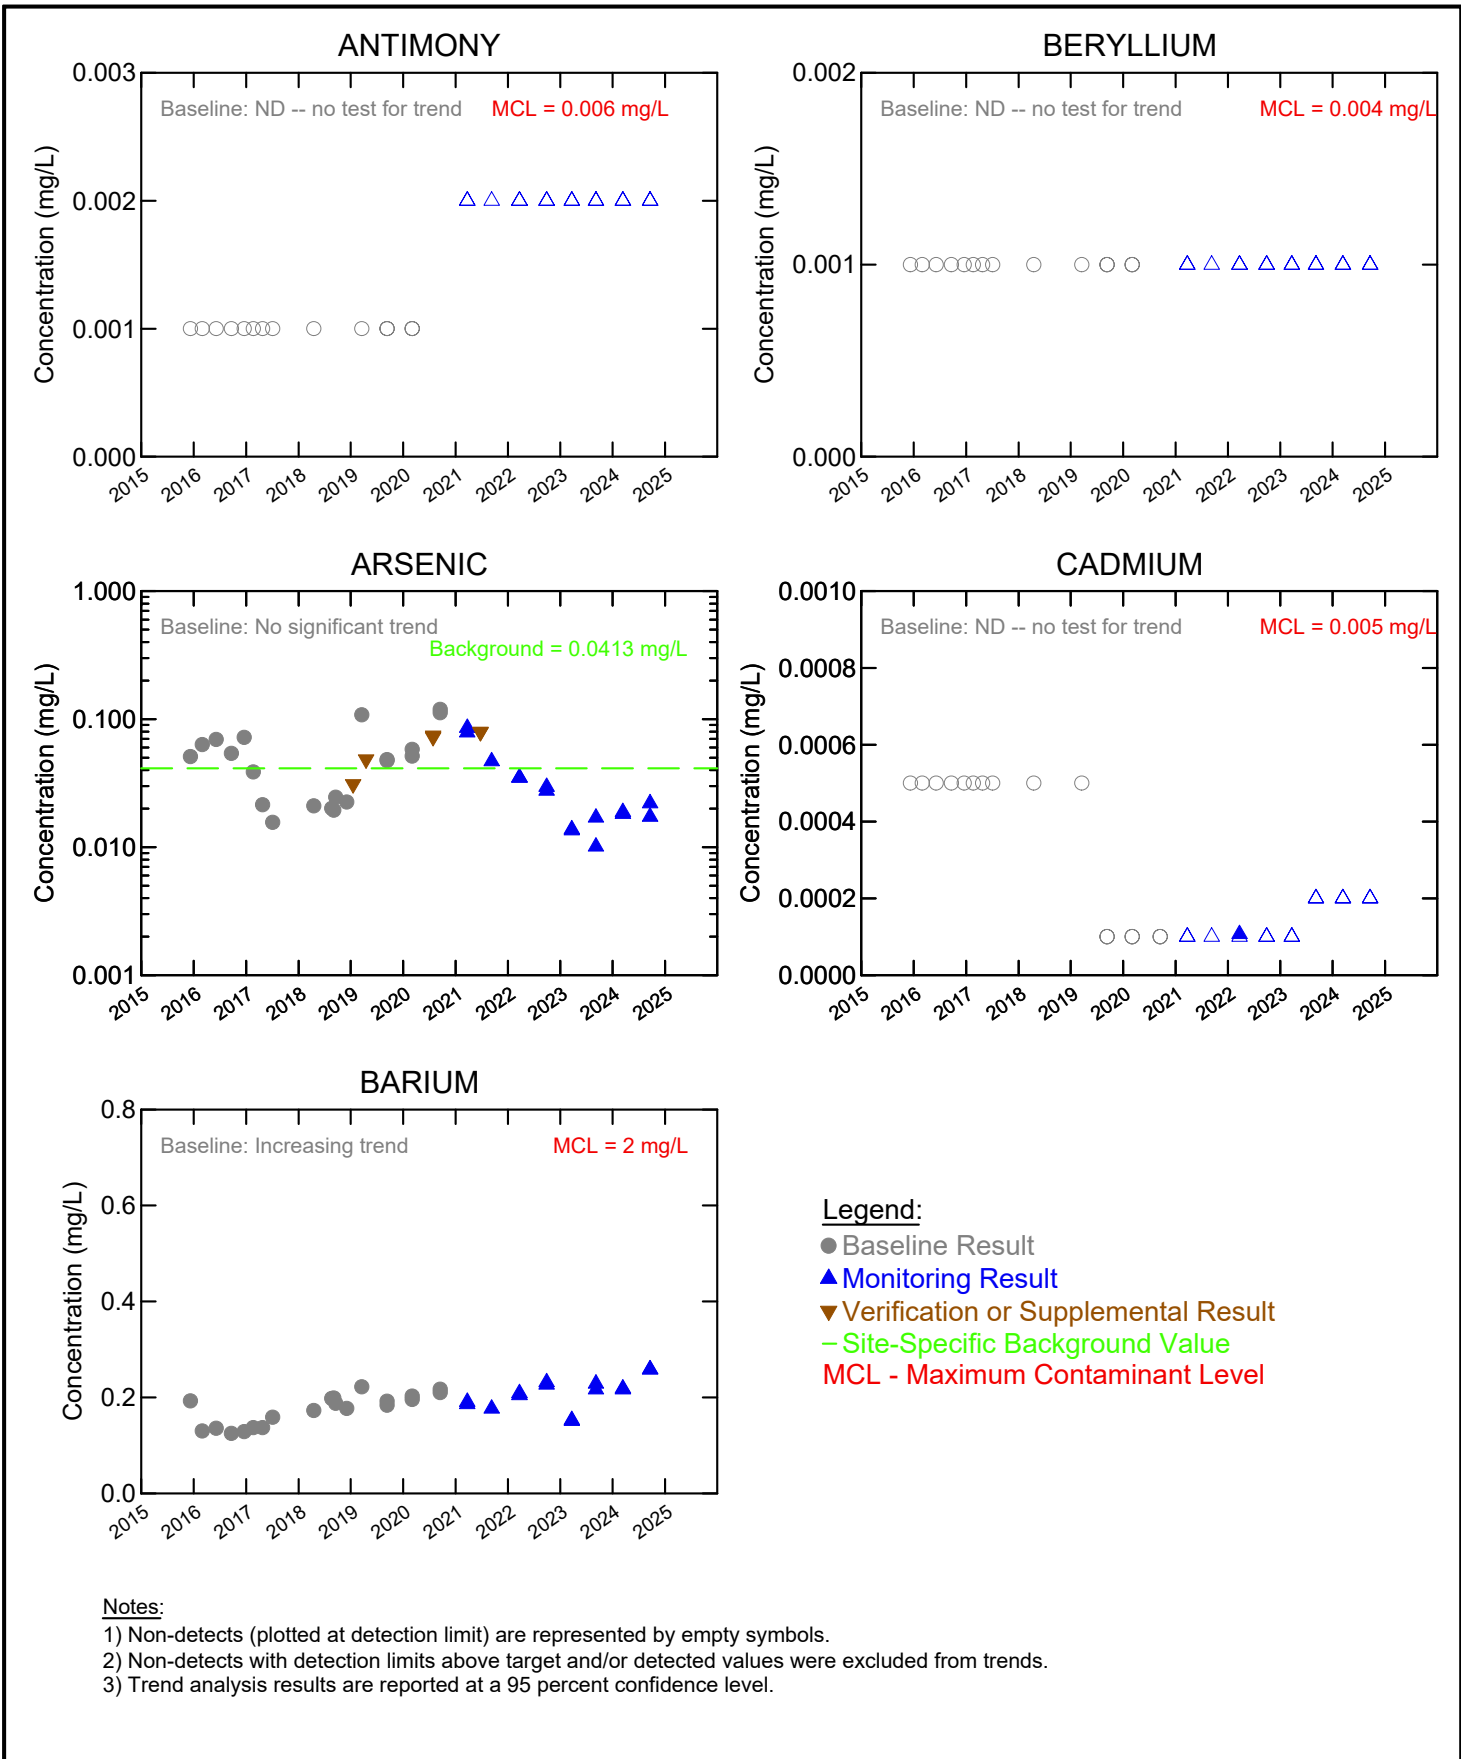 ANTIMONY
0.003
Baseline: ND -- no test for trend
MCL = 0.006 mg/L
0.002
0.001
0.000
Concentration (mg/L)
2015 2016 2017 2018 2019 2020 2021 2022 2023 2024 2025
BERYLLIUM
0.002
Baseline: ND -- no test for trend
MCL = 0.004 mg/L
0.001
0.000
Concentration (mg/L)
2015 2016 2017 2018 2019 2020 2021 2022 2023 2024 2025
ARSENIC
1.000
Baseline: No significant trend
Background = 0.0413 mg/L
0.100
0.010
0.001
Concentration (mg/L)
2015 2016 2017 2018 2019 2020 2021 2022 2023 2024 2025
CADMIUM
0.0010
Baseline: ND -- no test for trend
MCL = 0.005 mg/L
0.0008
0.0006
0.0004
0.0002
0.0000
Concentration (mg/L)
2015 2016 2017 2018 2019 2020 2021 2022 2023 2024 2025
BARIUM
0.8
Baseline: Increasing trend
MCL = 2 mg/L
0.6
0.4
0.2
0.0
Concentration (mg/L)
2015 2016 2017 2018 2019 2020 2021 2022 2023 2024 2025
Legend:
Baseline Result
Monitoring Result
Verification or Supplemental Result
Site-Specific Background Value
MCL - Maximum Contaminant Level
Notes:
1) Non-detects (plotted at detection limit) are represented by empty symbols.
2) Non-detects with detection limits above target and/or detected values were excluded from trends.
3) Trend analysis results are reported at a 95 percent confidence level.